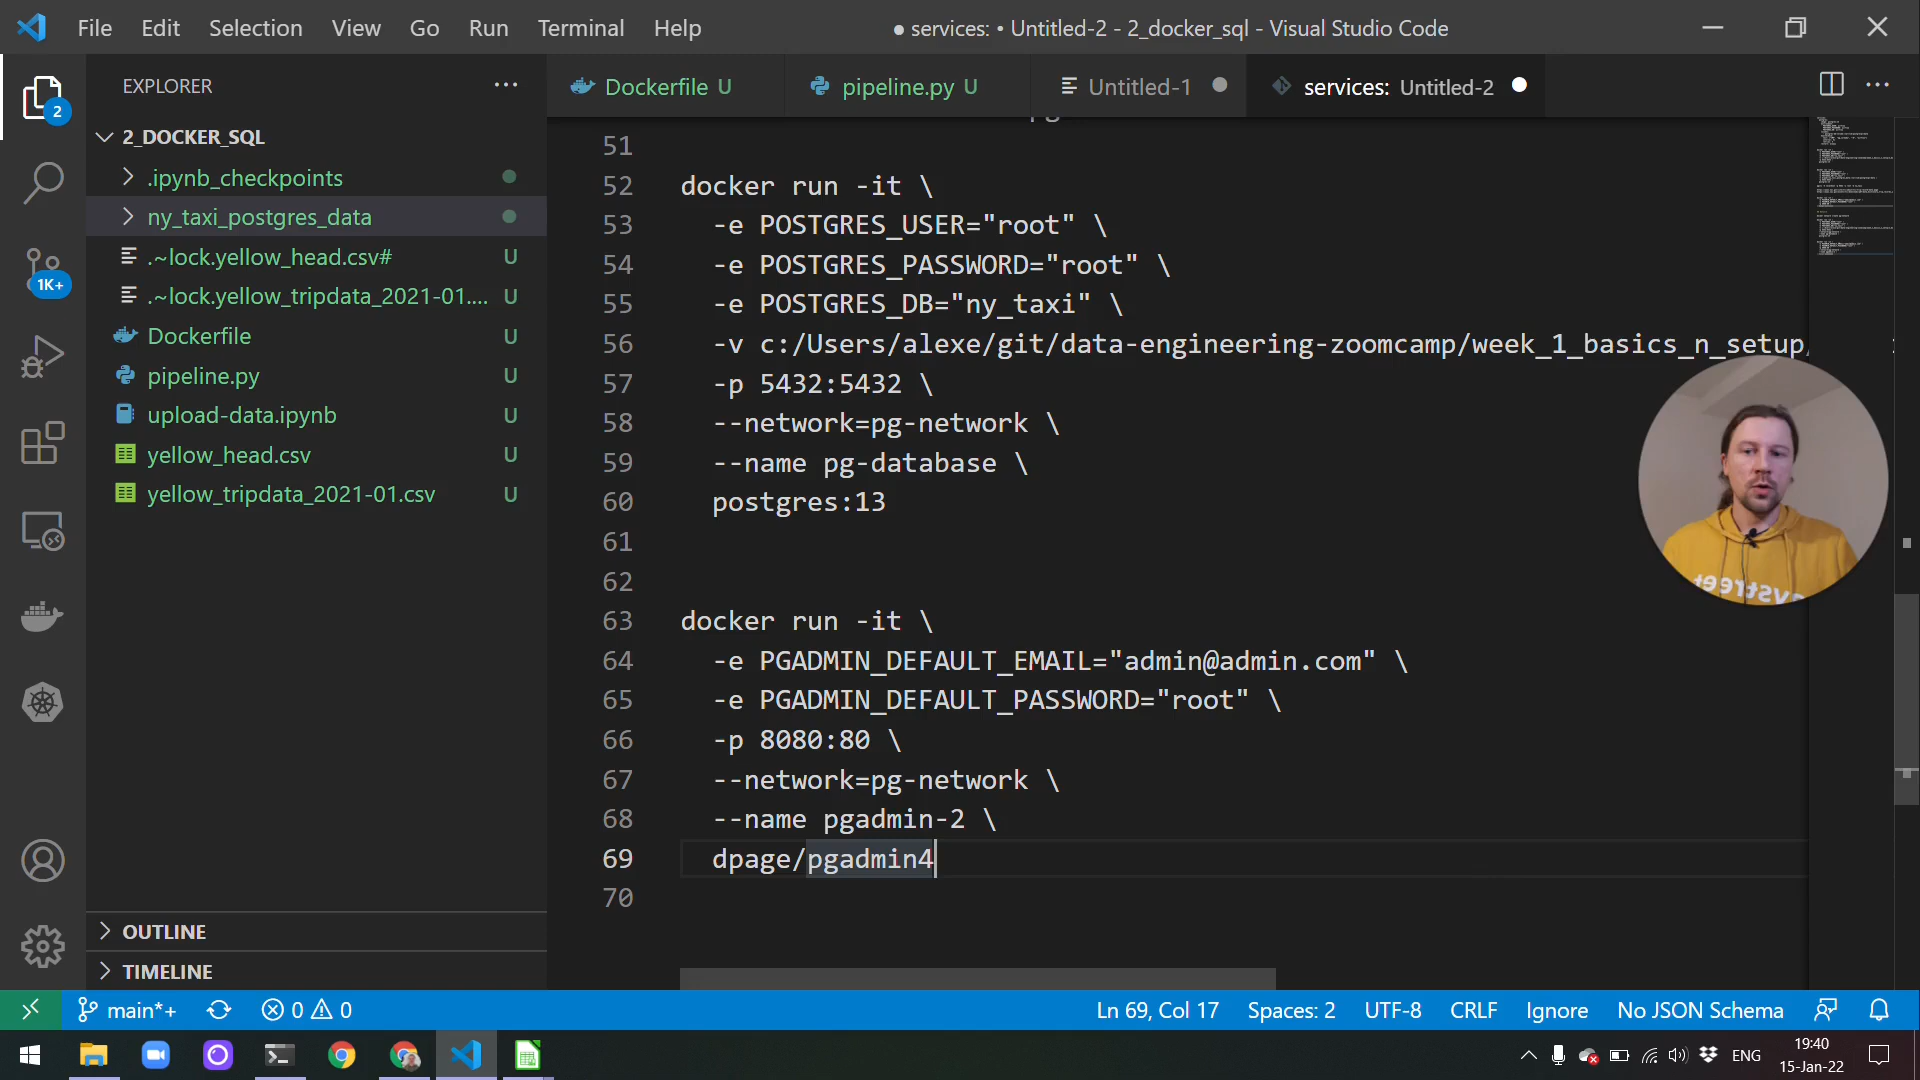 File Edit Selection View Go Run Terminal Help
● services: • Untitled-2 - 2_docker_sql - Visual Studio Code
EXPLORER
Dockerfile U
pipeline.py U
Untitled-1
services: Untitled-2
2_DOCKER_SQL
.ipynb_checkpoints
ny_taxi_postgres_data
.~lock.yellow_head.csv# U
.~lock.yellow_tripdata_2021-01.... U
Dockerfile U
pipeline.py U
upload-data.ipynb U
yellow_head.csv U
yellow_tripdata_2021-01.csv U
OUTLINE
TIMELINE
2
1K+
51
52 docker run -it \
53 -e POSTGRES_USER="root" \
54 -e POSTGRES_PASSWORD="root" \
55 -e POSTGRES_DB="ny_taxi" \
56 -v c:/Users/alexe/git/data-engineering-zoomcamp/week_1_basics_n_setup/
57 -p 5432:5432 \
58 --network=pg-network \
59 --name pg-database \
60 postgres:13
61
62
63 docker run -it \
64 -e PGADMIN_DEFAULT_EMAIL="admin@admin.com" \
65 -e PGADMIN_DEFAULT_PASSWORD="root" \
66 -p 8080:80 \
67 --network=pg-network \
68 --name pgadmin-2 \
69 dpage/pgadmin4
70
main*+ 0 0
Ln 69, Col 17 Spaces: 2 UTF-8 CRLF Ignore No JSON Schema
ENG
19:40
15-Jan-22